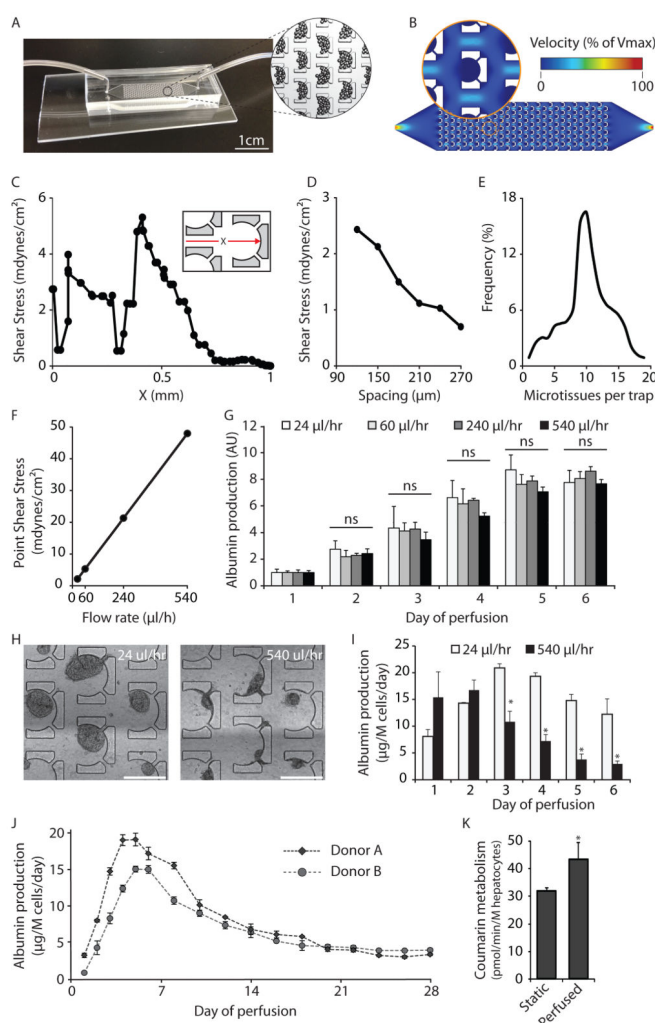 A
1cm
B
Velocity (% of Vmax)
0
100
C
Shear Stress (mdynes/cm²)
6
4
2
0
0
0.5
1
X (mm)
X
D
Shear Stress (mdynes/cm²)
3
2
1
0
90
150
210
270
Spacing (μm)
E
Frequency (%)
18
12
6
0
0
5
10
15
20
Microtissues per trap
F
Point Shear Stress
(mdynes/cm²)
50
40
30
20
10
0
0
60
240
540
Flow rate (μl/h)
G
24 μl/hr
60 μl/hr
240 μl/hr
540 μl/hr
Albumin production (AU)
12
10
8
6
4
2
0
ns
ns
ns
ns
ns
1
2
3
4
5
6
Day of perfusion
H
24 ul/hr
540 ul/hr
I
24 μl/hr
540 μl/hr
Albumin production
(μg/M cells/day)
25
20
15
10
5
0
*
*
*
*
1
2
3
4
5
6
Day of perfusion
J
Albumin production
(μg/M cells/day)
20
15
10
5
0
0
7
14
21
28
Day of perfusion
Donor A
Donor B
K
Coumarin metabolism
(pmol/min/M hepatocytes)
60
50
40
30
20
10
0
*
Static
Perfused